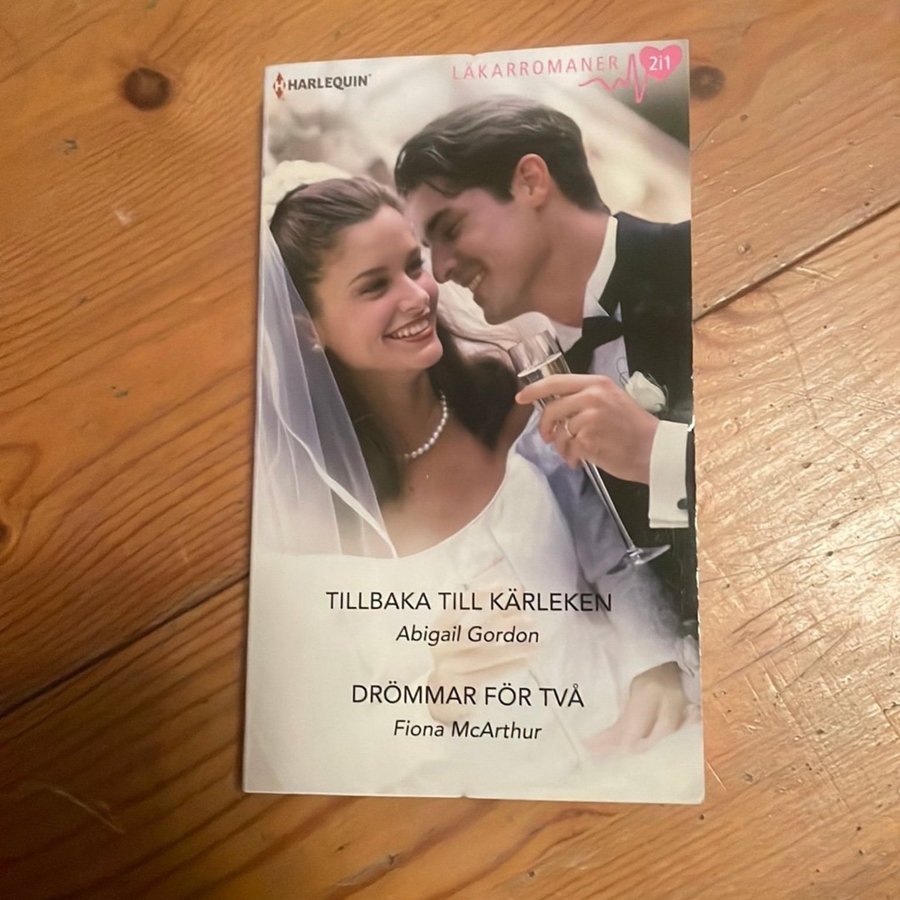 HARLEQUIN
LÄKARROMANER 2i1
TILLBAKA TILL KÄRLEKEN
Abigail Gordon
DRÖMMAR FÖR TVÅ
Fiona McArthur